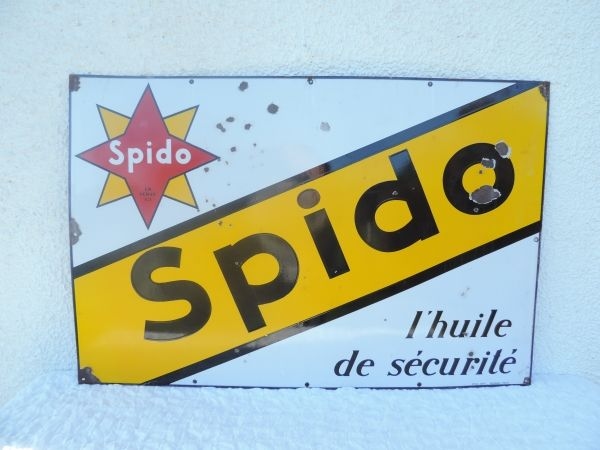 Spido
Spido
l'huile
de sécurité